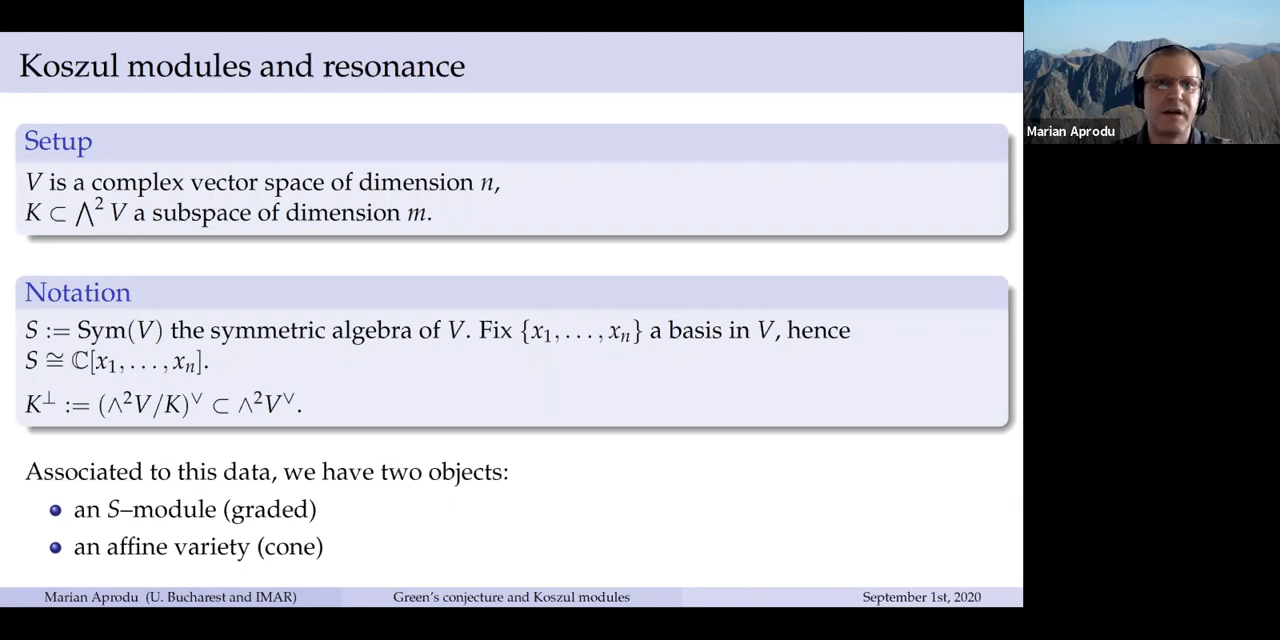 Koszul modules and resonance
Setup
V is a complex vector space of dimension n,
K ⊂ ⋀² V a subspace of dimension m.
Notation
S := Sym(V) the symmetric algebra of V. Fix {x₁, . . . , xₙ} a basis in V, hence
S ≅ ℂ[x₁, . . . , xₙ].
K^⊥ := (∧²V/K)^∨ ⊂ ∧²V^∨.
Associated to this data, we have two objects:
an S–module (graded)
an affine variety (cone)
Marian Aprodu (U. Bucharest and IMAR) Green's conjecture and Koszul modules September 1st, 2020
Marian Aprodu